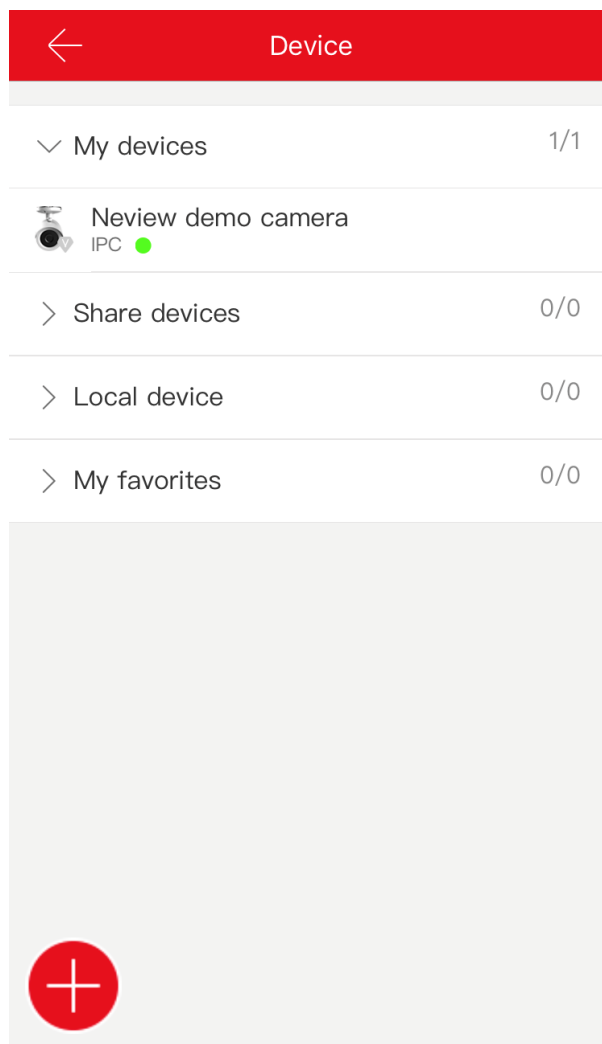 Device
My devices 1/1
Neview demo camera
IPC
Share devices 0/0
Local device 0/0
My favorites 0/0